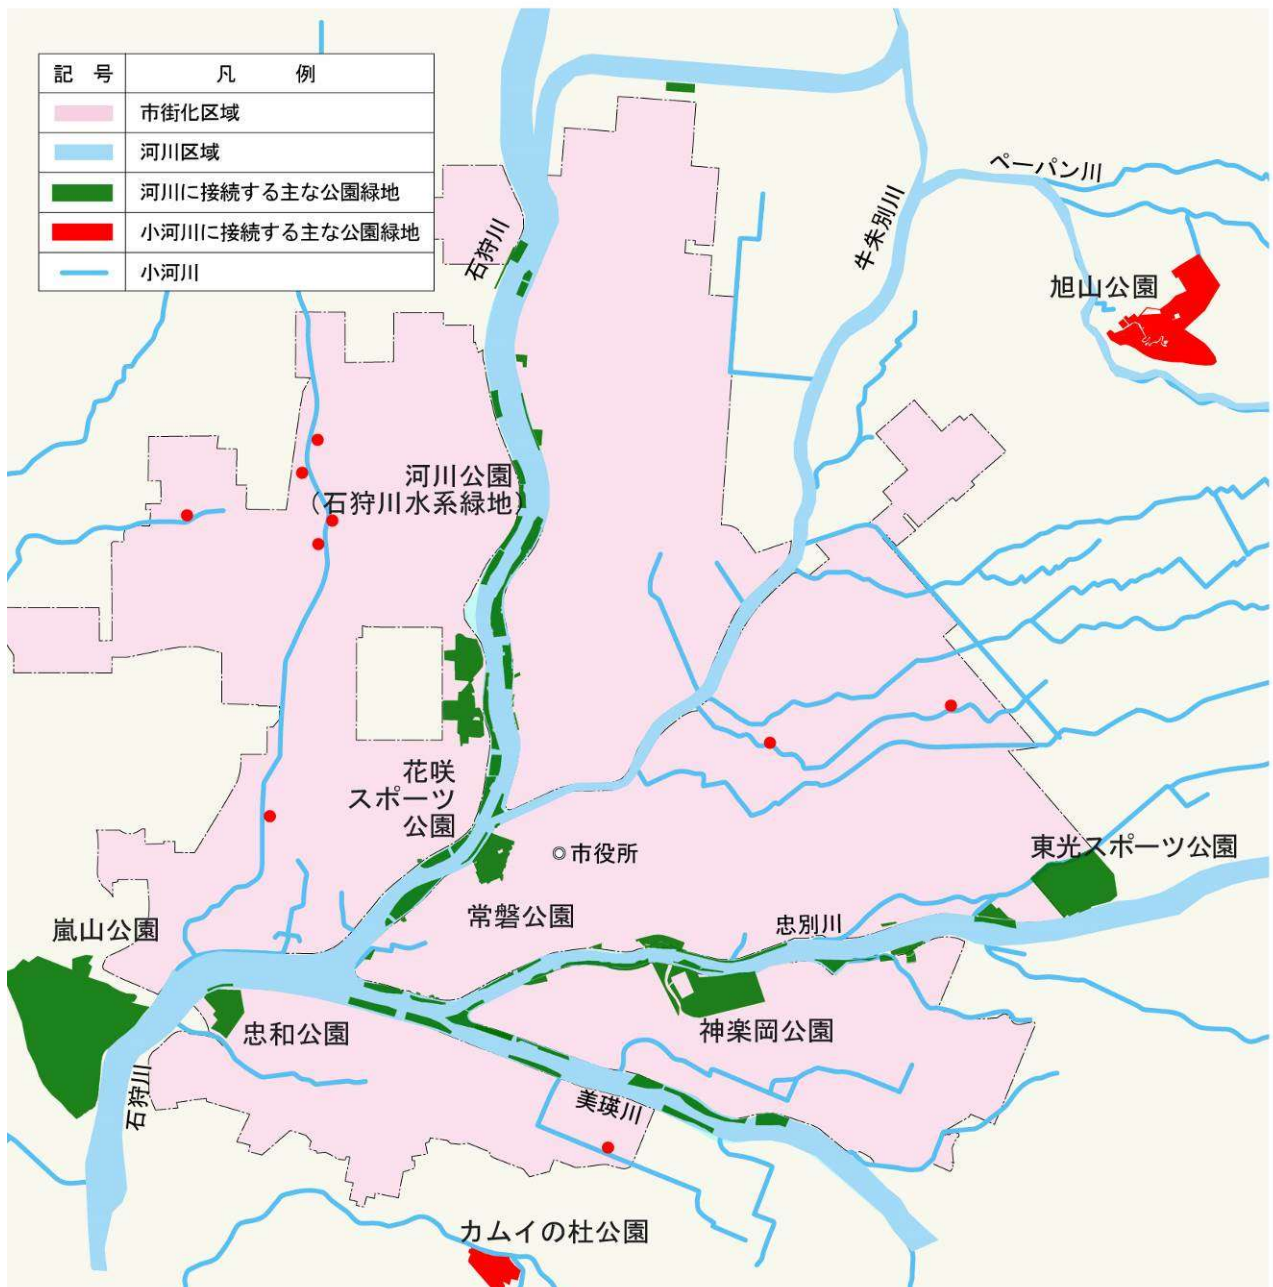 記 号 凡 例
市街化区域
河川区域
河川に接続する主な公園緑地
小河川に接続する主な公園緑地
小河川
ペーパン川
牛朱別川
石狩川
旭山公園
河川公園
(石狩川水系緑地)
花咲
スポーツ
公園
市役所
東光スポーツ公園
常磐公園
忠別川
嵐山公園
忠和公園
神楽岡公園
石狩川
美瑛川
カムイの杜公園